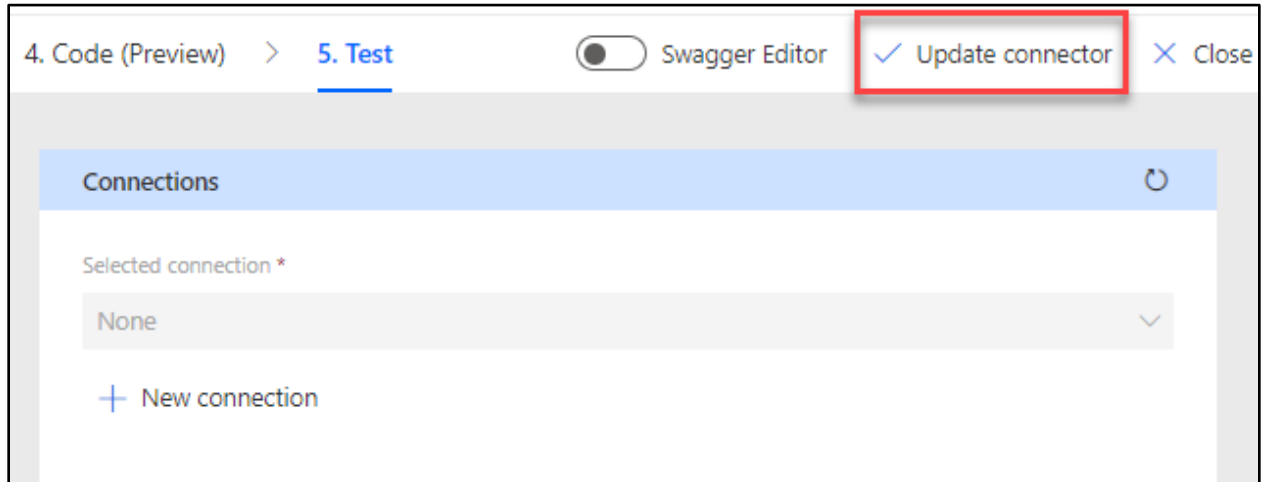 4. Code (Preview) > 5. Test Swagger Editor Update connector Close
Connections
Selected connection *
None
New connection